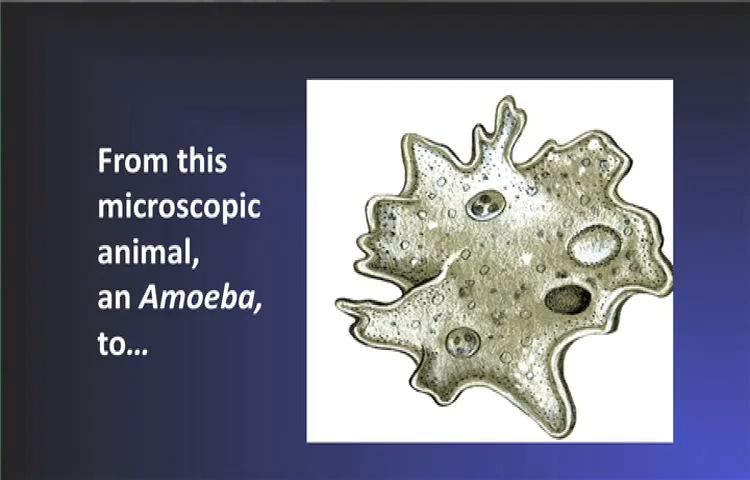 From this
microscopic
animal,
an Amoeba,
to...